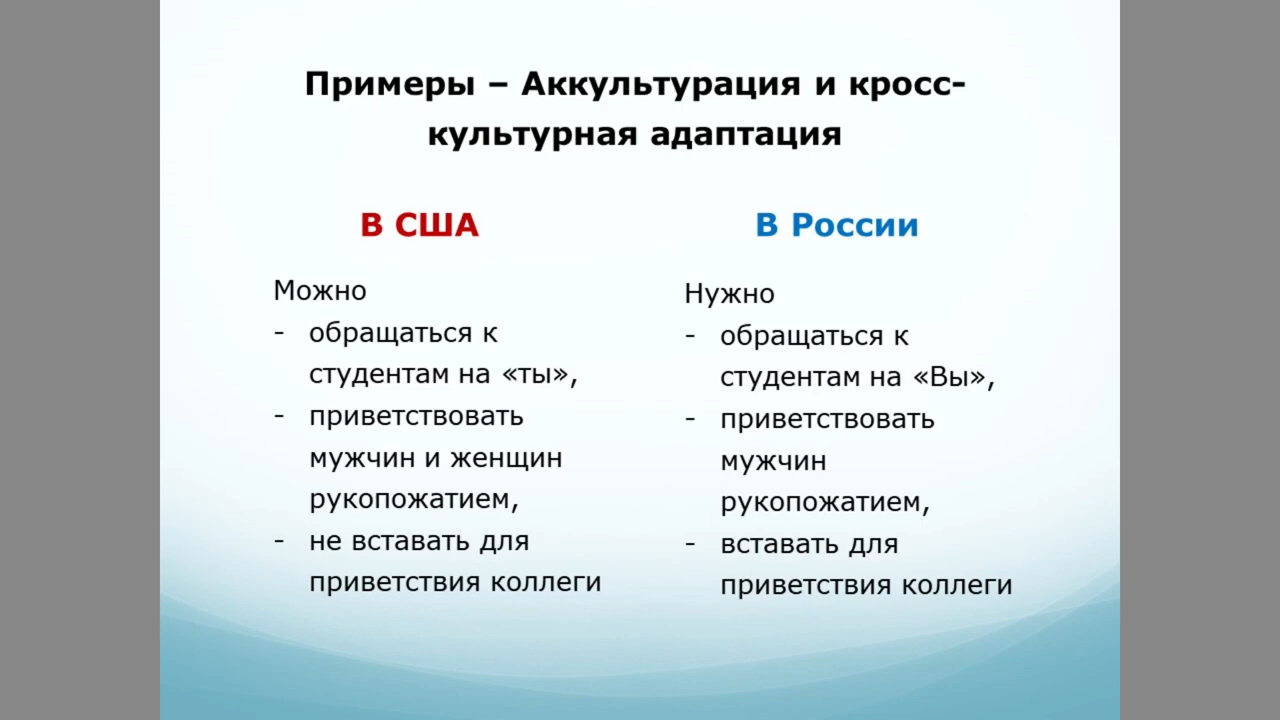 Примеры – Аккультурация и кросс-
культурная адаптация
В США
Можно
- обращаться к
студентам на «ты»,
- приветствовать
мужчин и женщин
рукопожатием,
- не вставать для
приветствия коллеги
В России
Нужно
- обращаться к
студентам на «Вы»,
- приветствовать
мужчин
рукопожатием,
- вставать для
приветствия коллеги